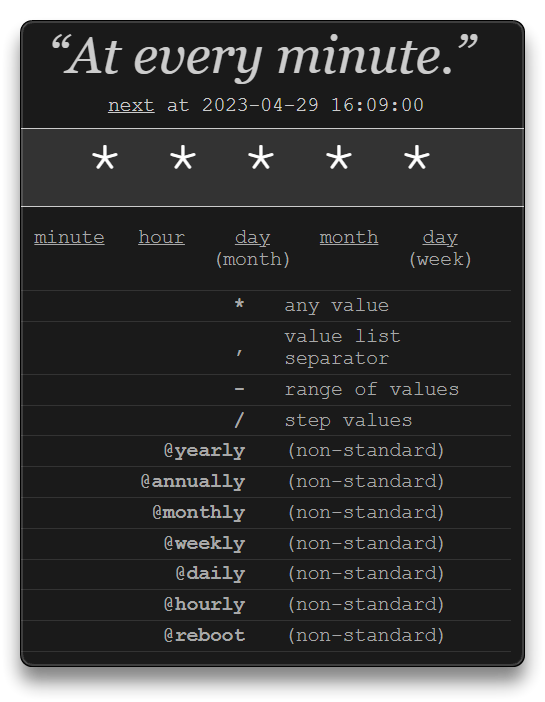 “At every minute.”
next at 2023-04-29 16:09:00
* * * * *
minute hour day month day
(month) (week)
* any value
, value list
separator
- range of values
/ step values
@yearly (non-standard)
@annually (non-standard)
@monthly (non-standard)
@weekly (non-standard)
@daily (non-standard)
@hourly (non-standard)
@reboot (non-standard)